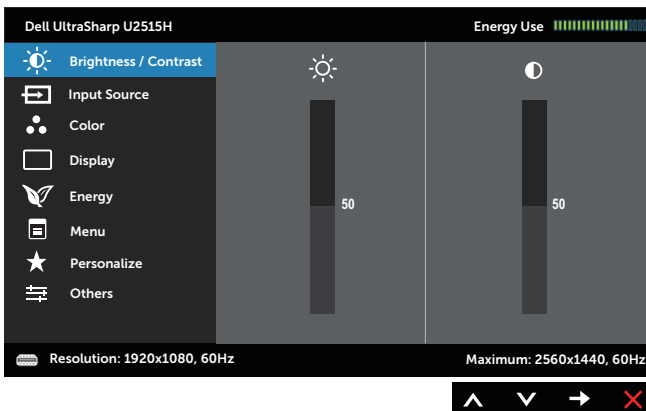 Dell UltraSharp U2515H
Energy Use
Brightness / Contrast
Input Source
Color
Display
Energy
Menu
Personalize
Others
50
50
Resolution: 1920x1080, 60Hz
Maximum: 2560x1440, 60Hz